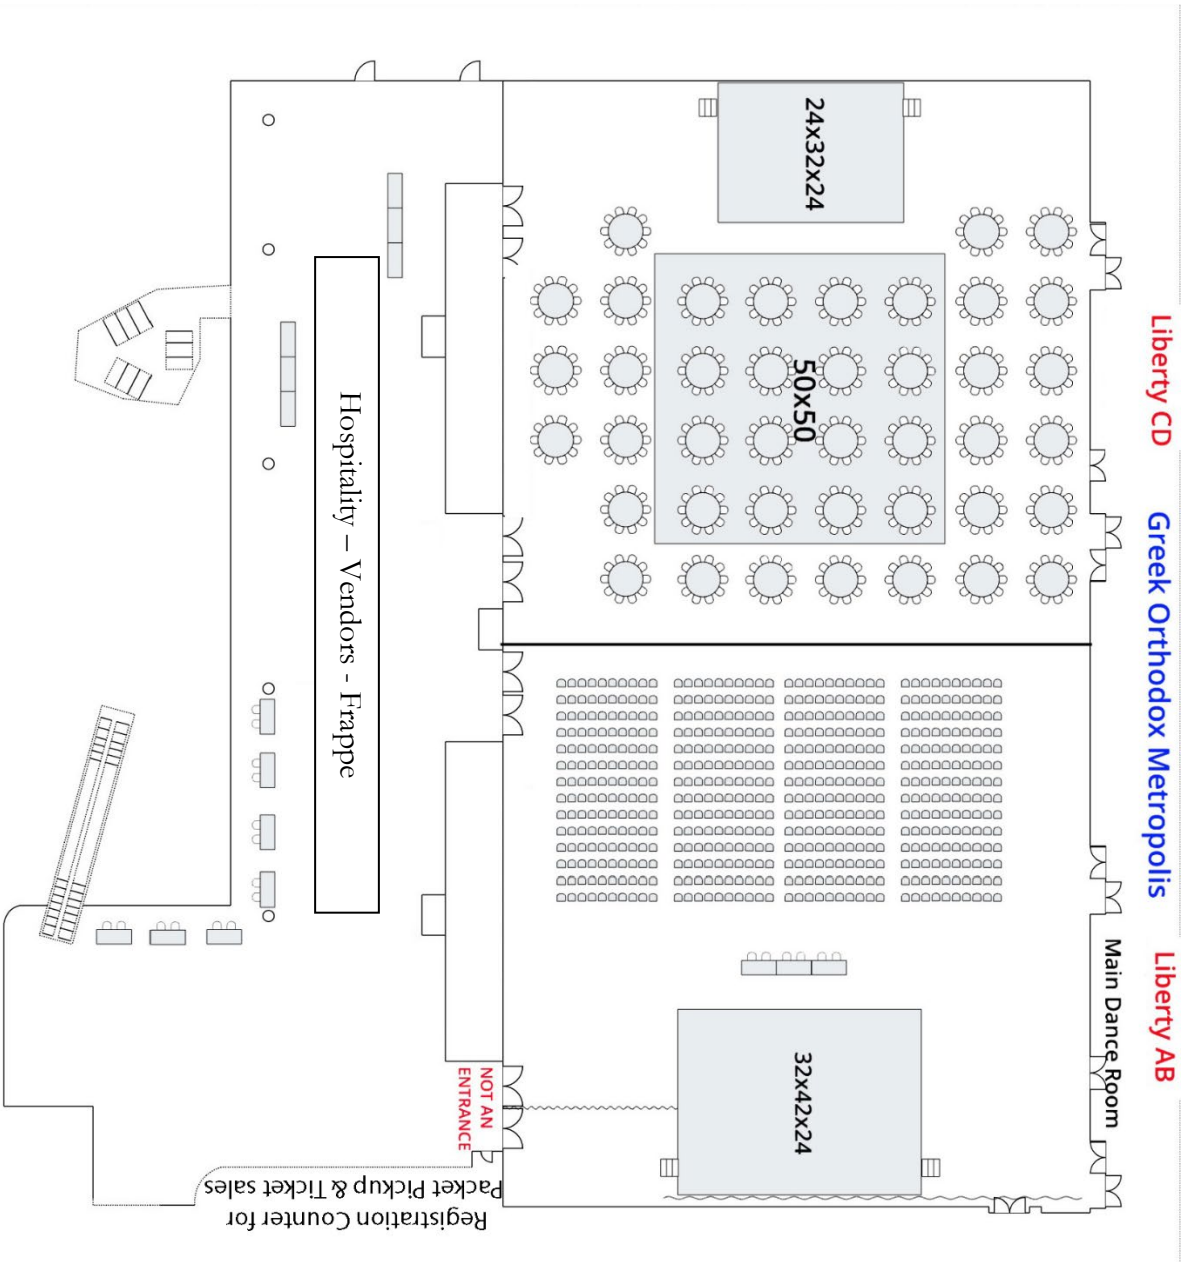 Liberty CD
Greek Orthodox Metropolis
Liberty AB
Main Dance Room
24x32x24
50x50
32x42x24
Hospitality – Vendors - Frappe
NOT AN
ENTRANCE
Registration Counter for
Packet Pickup & Ticket sales